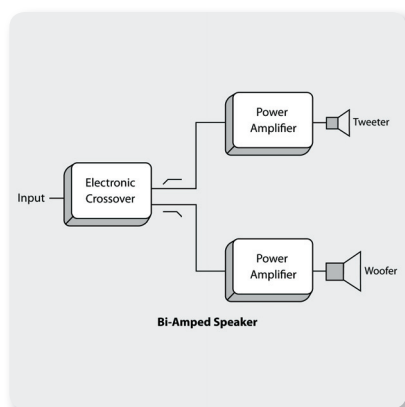 Power
Amplifier
Tweeter
Electronic
Crossover
Input
Power
Amplifier
Woofer
Bi-Amped Speaker